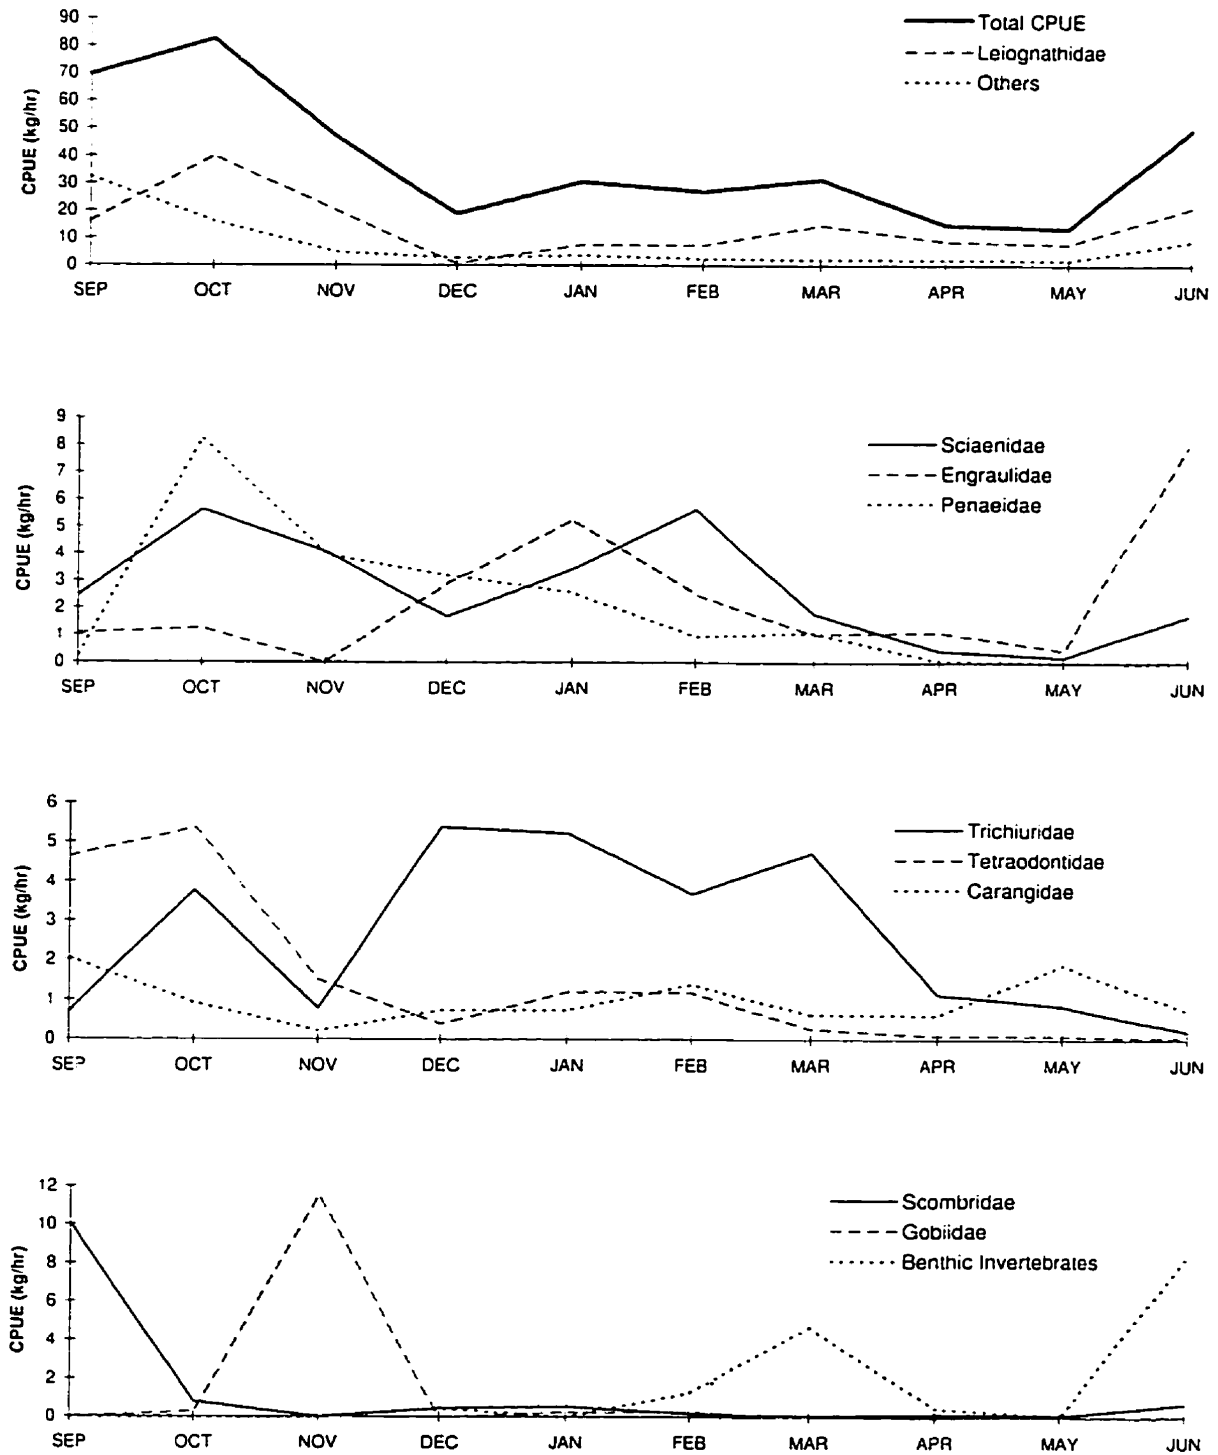 90
80
70
60
50
40
30
20
10
0
CPUE (kg/hr)
Total CPUE
Leiognathidae
Others
SEP OCT NOV DEC JAN FEB MAR APR MAY JUN
9
8
7
6
5
4
3
2
1
0
CPUE (kg/hr)
Sciaenidae
Engraulidae
Penaeidae
SEP OCT NOV DEC JAN FEB MAR APR MAY JUN
6
5
4
3
2
1
0
CPUE (kg/hr)
Trichiuridae
Tetraodontidae
Carangidae
SEP OCT NOV DEC JAN FEB MAR APR MAY JUN
12
10
8
6
4
2
0
CPUE (kg/hr)
Scombridae
Gobiidae
Benthic Invertebrates
SEP OCT NOV DEC JAN FEB MAR APR MAY JUN